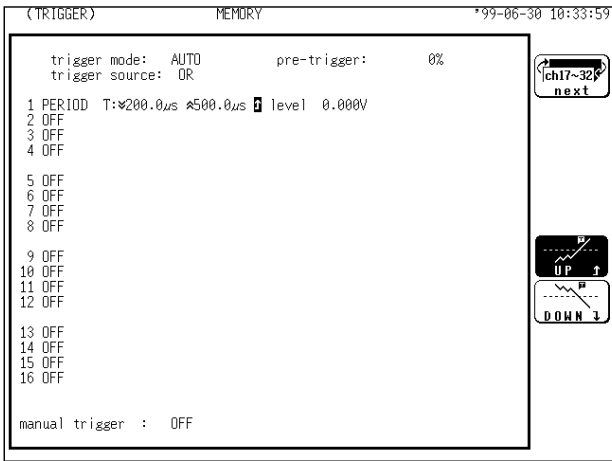 (TRIGGER) MEMORY '99-06-30 10:33:59
trigger mode: AUTO pre-trigger: 0%
trigger source: OR
ch17~32
next
1 PERIOD T:⩔200.0µs ⩓500.0µs ↑ level 0.000V
2 OFF
3 OFF
4 OFF
5 OFF
6 OFF
7 OFF
8 OFF
9 OFF
10 OFF
11 OFF
12 OFF
13 OFF
14 OFF
15 OFF
16 OFF
T
UP ↑
T
DOWN ↓
manual trigger : OFF